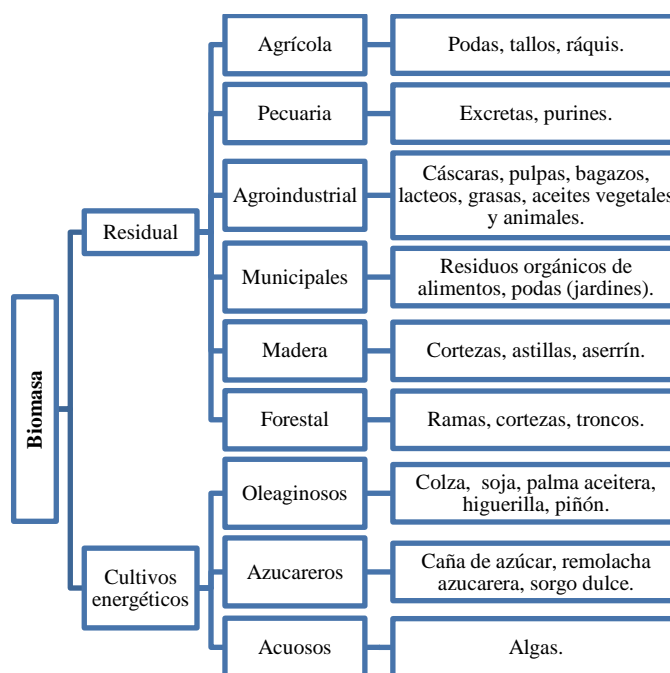 Biomasa
Residual
Agrícola
Podas, tallos, ráquis.
Pecuaria
Excretas, purines.
Agroindustrial
Cáscaras, pulpas, bagazos,
lacteos, grasas, aceites vegetales
y animales.
Municipales
Residuos orgánicos de
alimentos, podas (jardines).
Madera
Cortezas, astillas, aserrín.
Forestal
Ramas, cortezas, troncos.
Cultivos
energéticos
Oleaginosos
Colza, soja, palma aceitera,
higuerilla, piñón.
Azucareros
Caña de azúcar, remolacha
azucarera, sorgo dulce.
Acuosos
Algas.